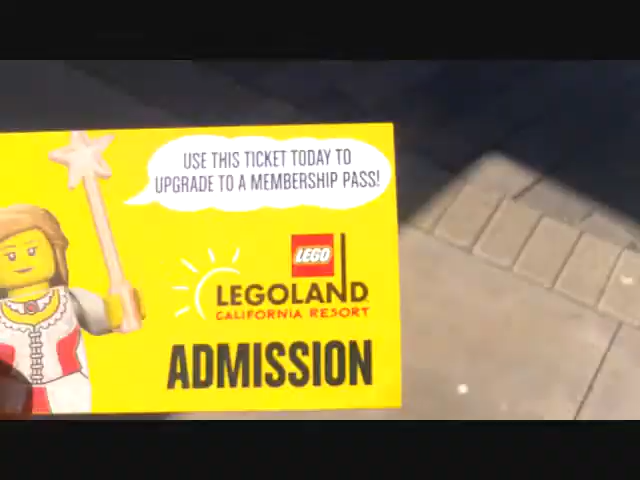 USE THIS TICKET TODAY TO
UPGRADE TO A MEMBERSHIP PASS!
LEGO
LEGOLAND
CALIFORNIA RESORT
ADMISSION